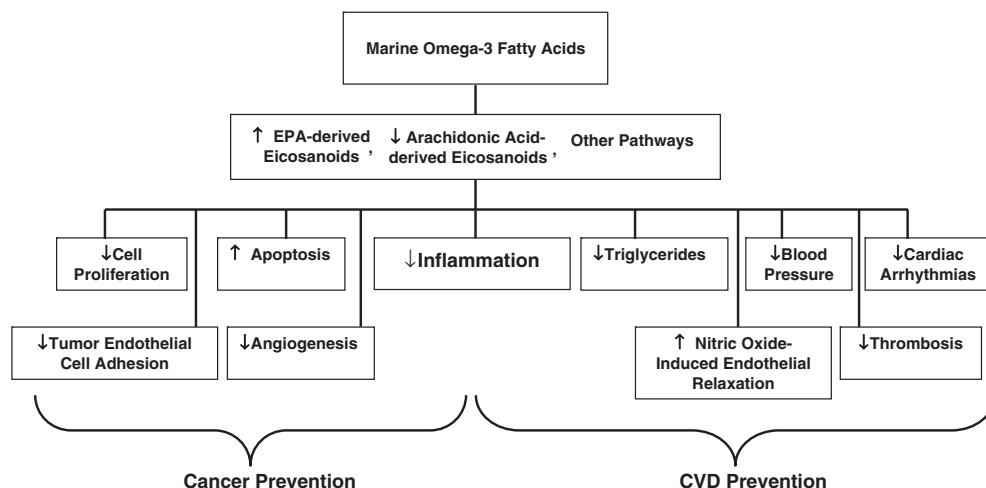 Marine Omega-3 Fatty Acids
↑ EPA-derived Eicosanoids,
↓ Arachidonic Acid-derived Eicosanoids,
Other Pathways
↓Cell
Proliferation
↑ Apoptosis
↓Inflammation
↓Triglycerides
↓Blood
Pressure
↓Cardiac
Arrhythmias
↓Tumor Endothelial
Cell Adhesion
↓Angiogenesis
↑ Nitric Oxide-
Induced Endothelial
Relaxation
↓Thrombosis
Cancer Prevention
CVD Prevention